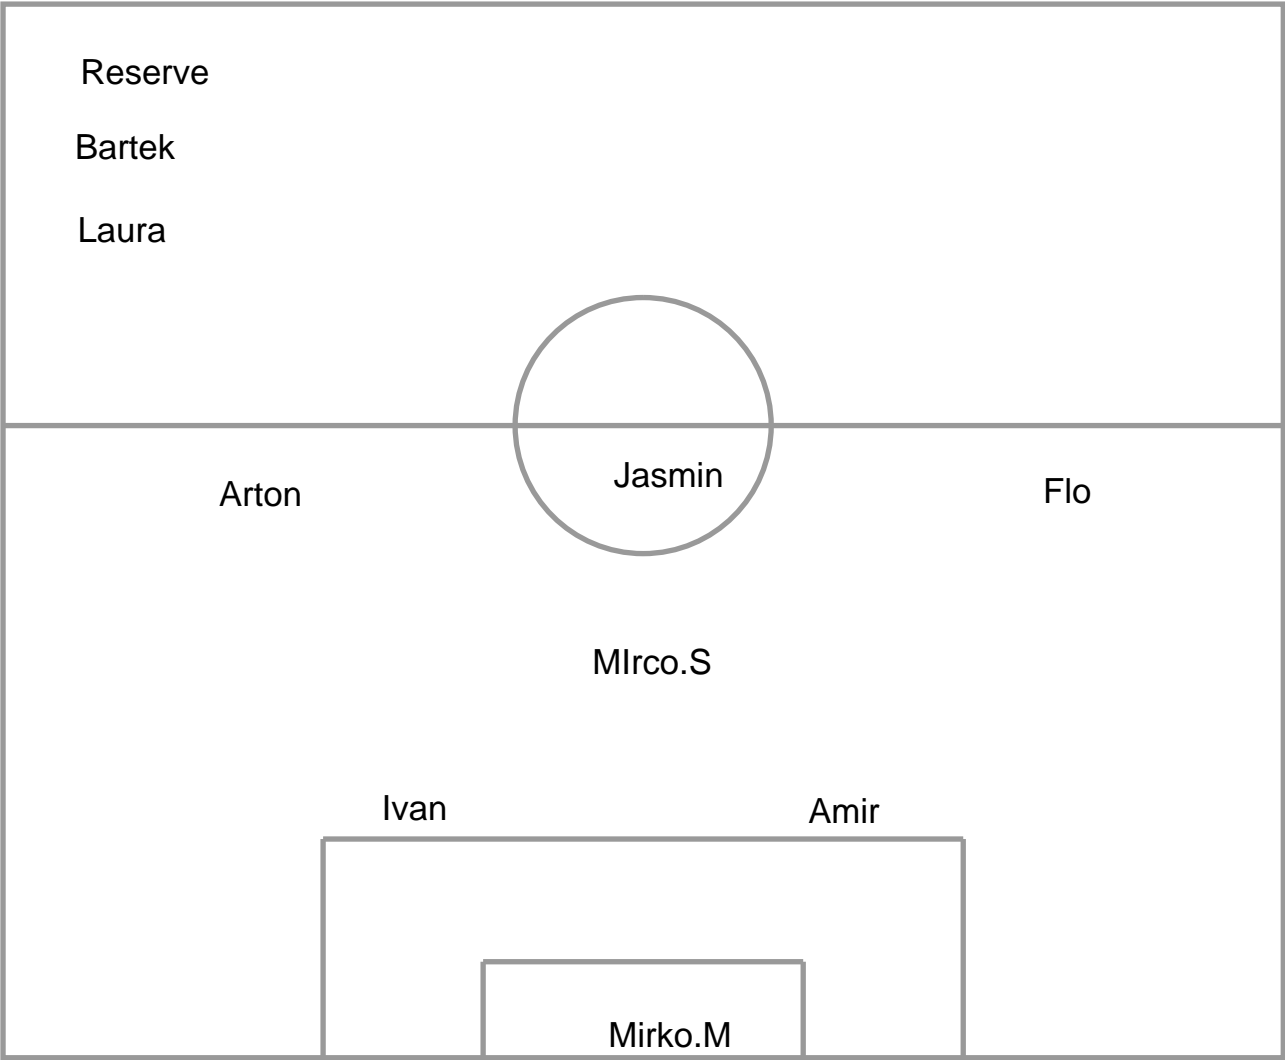 Reserve
Bartek
Laura
Jasmin
Arton
Flo
MIrco.S
Ivan
Amir
Mirko.M